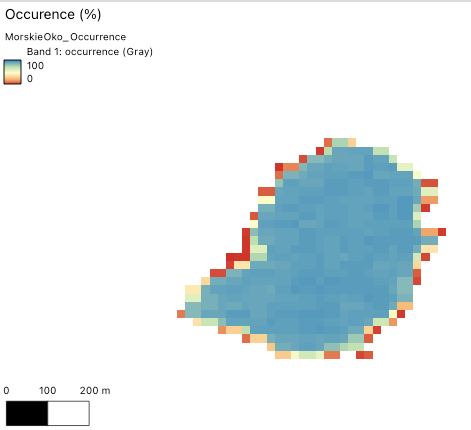 Occurence (%)
MorskieOko_Occurrence
Band 1: occurrence (Gray)
100
0
0 100 200 m